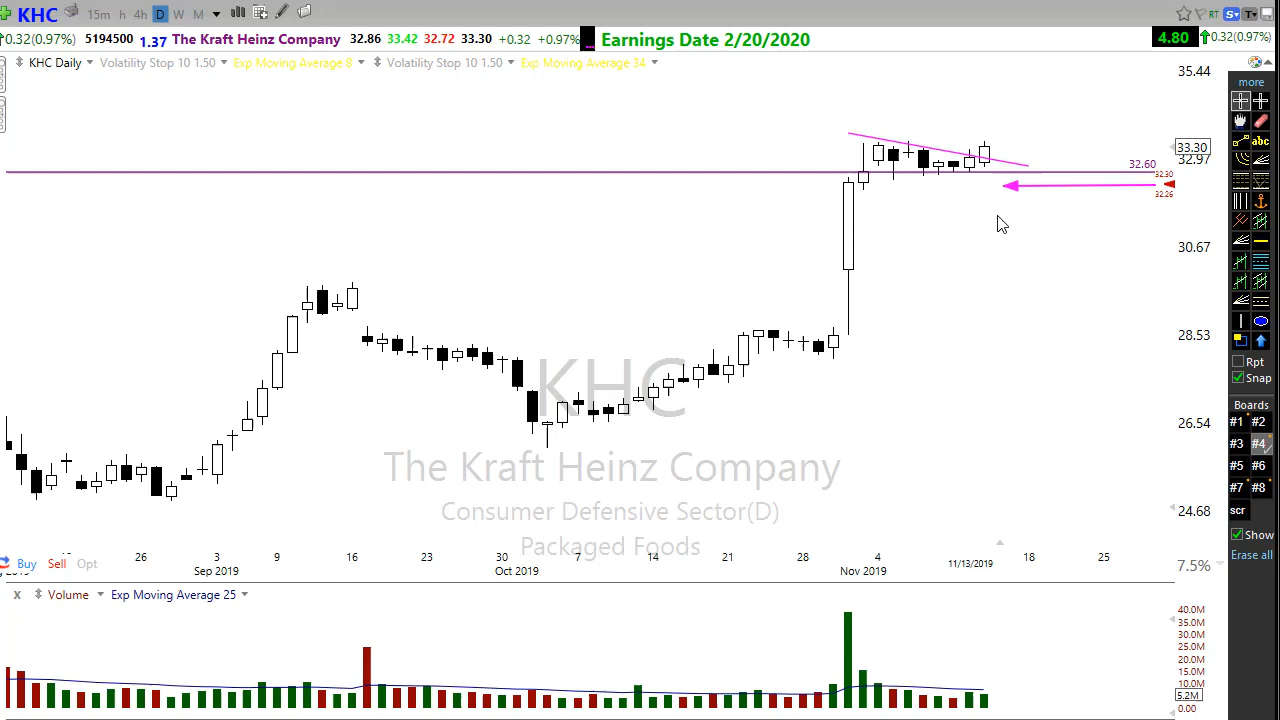 KHC 15m h 4h D W M RT S T
0.32(0.97%) 5194500 1.37 The Kraft Heinz Company 32.86 33.42 32.72 33.30 +0.32 +0.97% ... Earnings Date 2/20/2020 4.80 0.32(0.97%)
KHC Daily Volatility Stop 10 1.50 Exp Moving Average 8 Volatility Stop 10 1.50 Exp Moving Average 34
35.44
33.30
32.97
32.60
32.30
32.26
30.67
28.53
26.54
24.68
7.5%
KHC
The Kraft Heinz Company
Consumer Defensive Sector(D)
Packaged Foods
26 3 9 16 23 30 7 14 21 28 4 18 25
Buy Sell Opt
Sep 2019 Oct 2019 Nov 2019 11/13/2019
X Volume Exp Moving Average 25
40.0M
35.0M
30.0M
25.0M
20.0M
15.0M
10.0M
5.2M
0.00
more
abc
Rpt
Snap
Boards
#1 #2
#3 #4
#5 #6
#7 #8
scr
Show
Erase all